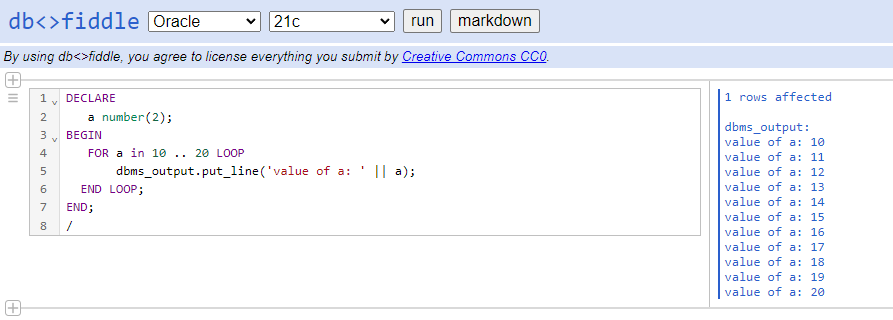 db<>fiddle Oracle 21c run markdown
By using db<>fiddle, you agree to license everything you submit by Creative Commons CC0.
1 DECLARE
2    a number(2);
3 BEGIN
4    FOR a in 10 .. 20 LOOP
5        dbms_output.put_line('value of a: ' || a);
6   END LOOP;
7 END;
8 /
1 rows affected
dbms_output:
value of a: 10
value of a: 11
value of a: 12
value of a: 13
value of a: 14
value of a: 15
value of a: 16
value of a: 17
value of a: 18
value of a: 19
value of a: 20